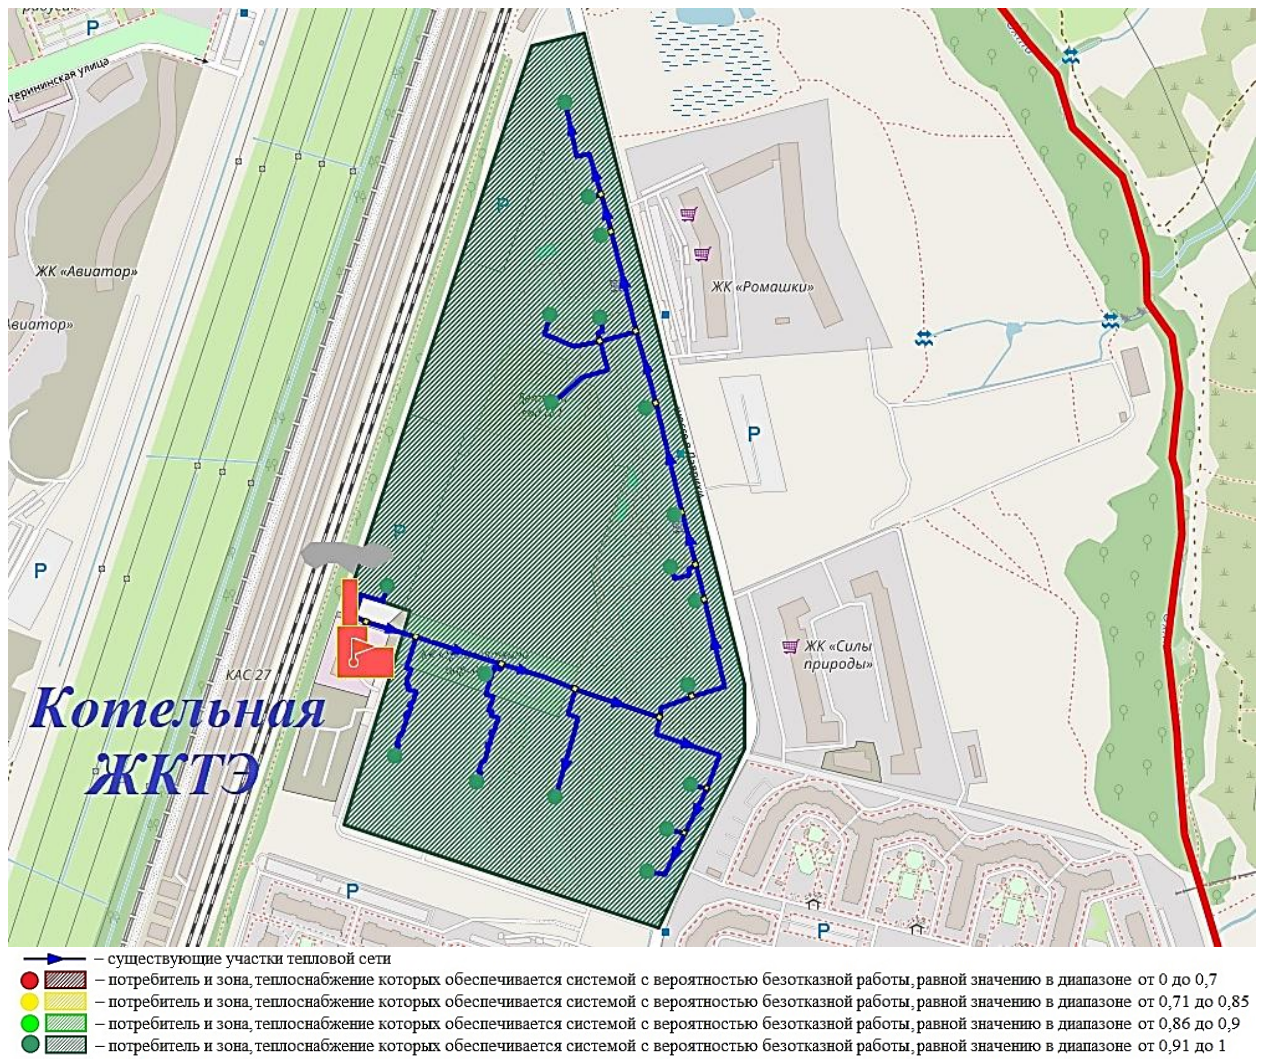 P
атерининская улица
ЖК «Авиатор»
Авиатор»
P
P
ЖК «Ромашки»
P
P
P
ЖК «Силы
природы»
КАС 27
Котельная
ЖКТЭ
P
P
– существующие участки тепловой сети
– потребитель и зона, теплоснабжение которых обеспечивается системой с вероятностью безотказной работы, равной значению в диапазоне от 0 до 0,7
– потребитель и зона, теплоснабжение которых обеспечивается системой с вероятностью безотказной работы, равной значению в диапазоне от 0,71 до 0,85
– потребитель и зона, теплоснабжение которых обеспечивается системой с вероятностью безотказной работы, равной значению в диапазоне от 0,86 до 0,9
– потребитель и зона, теплоснабжение которых обеспечивается системой с вероятностью безотказной работы, равной значению в диапазоне от 0,91 до 1